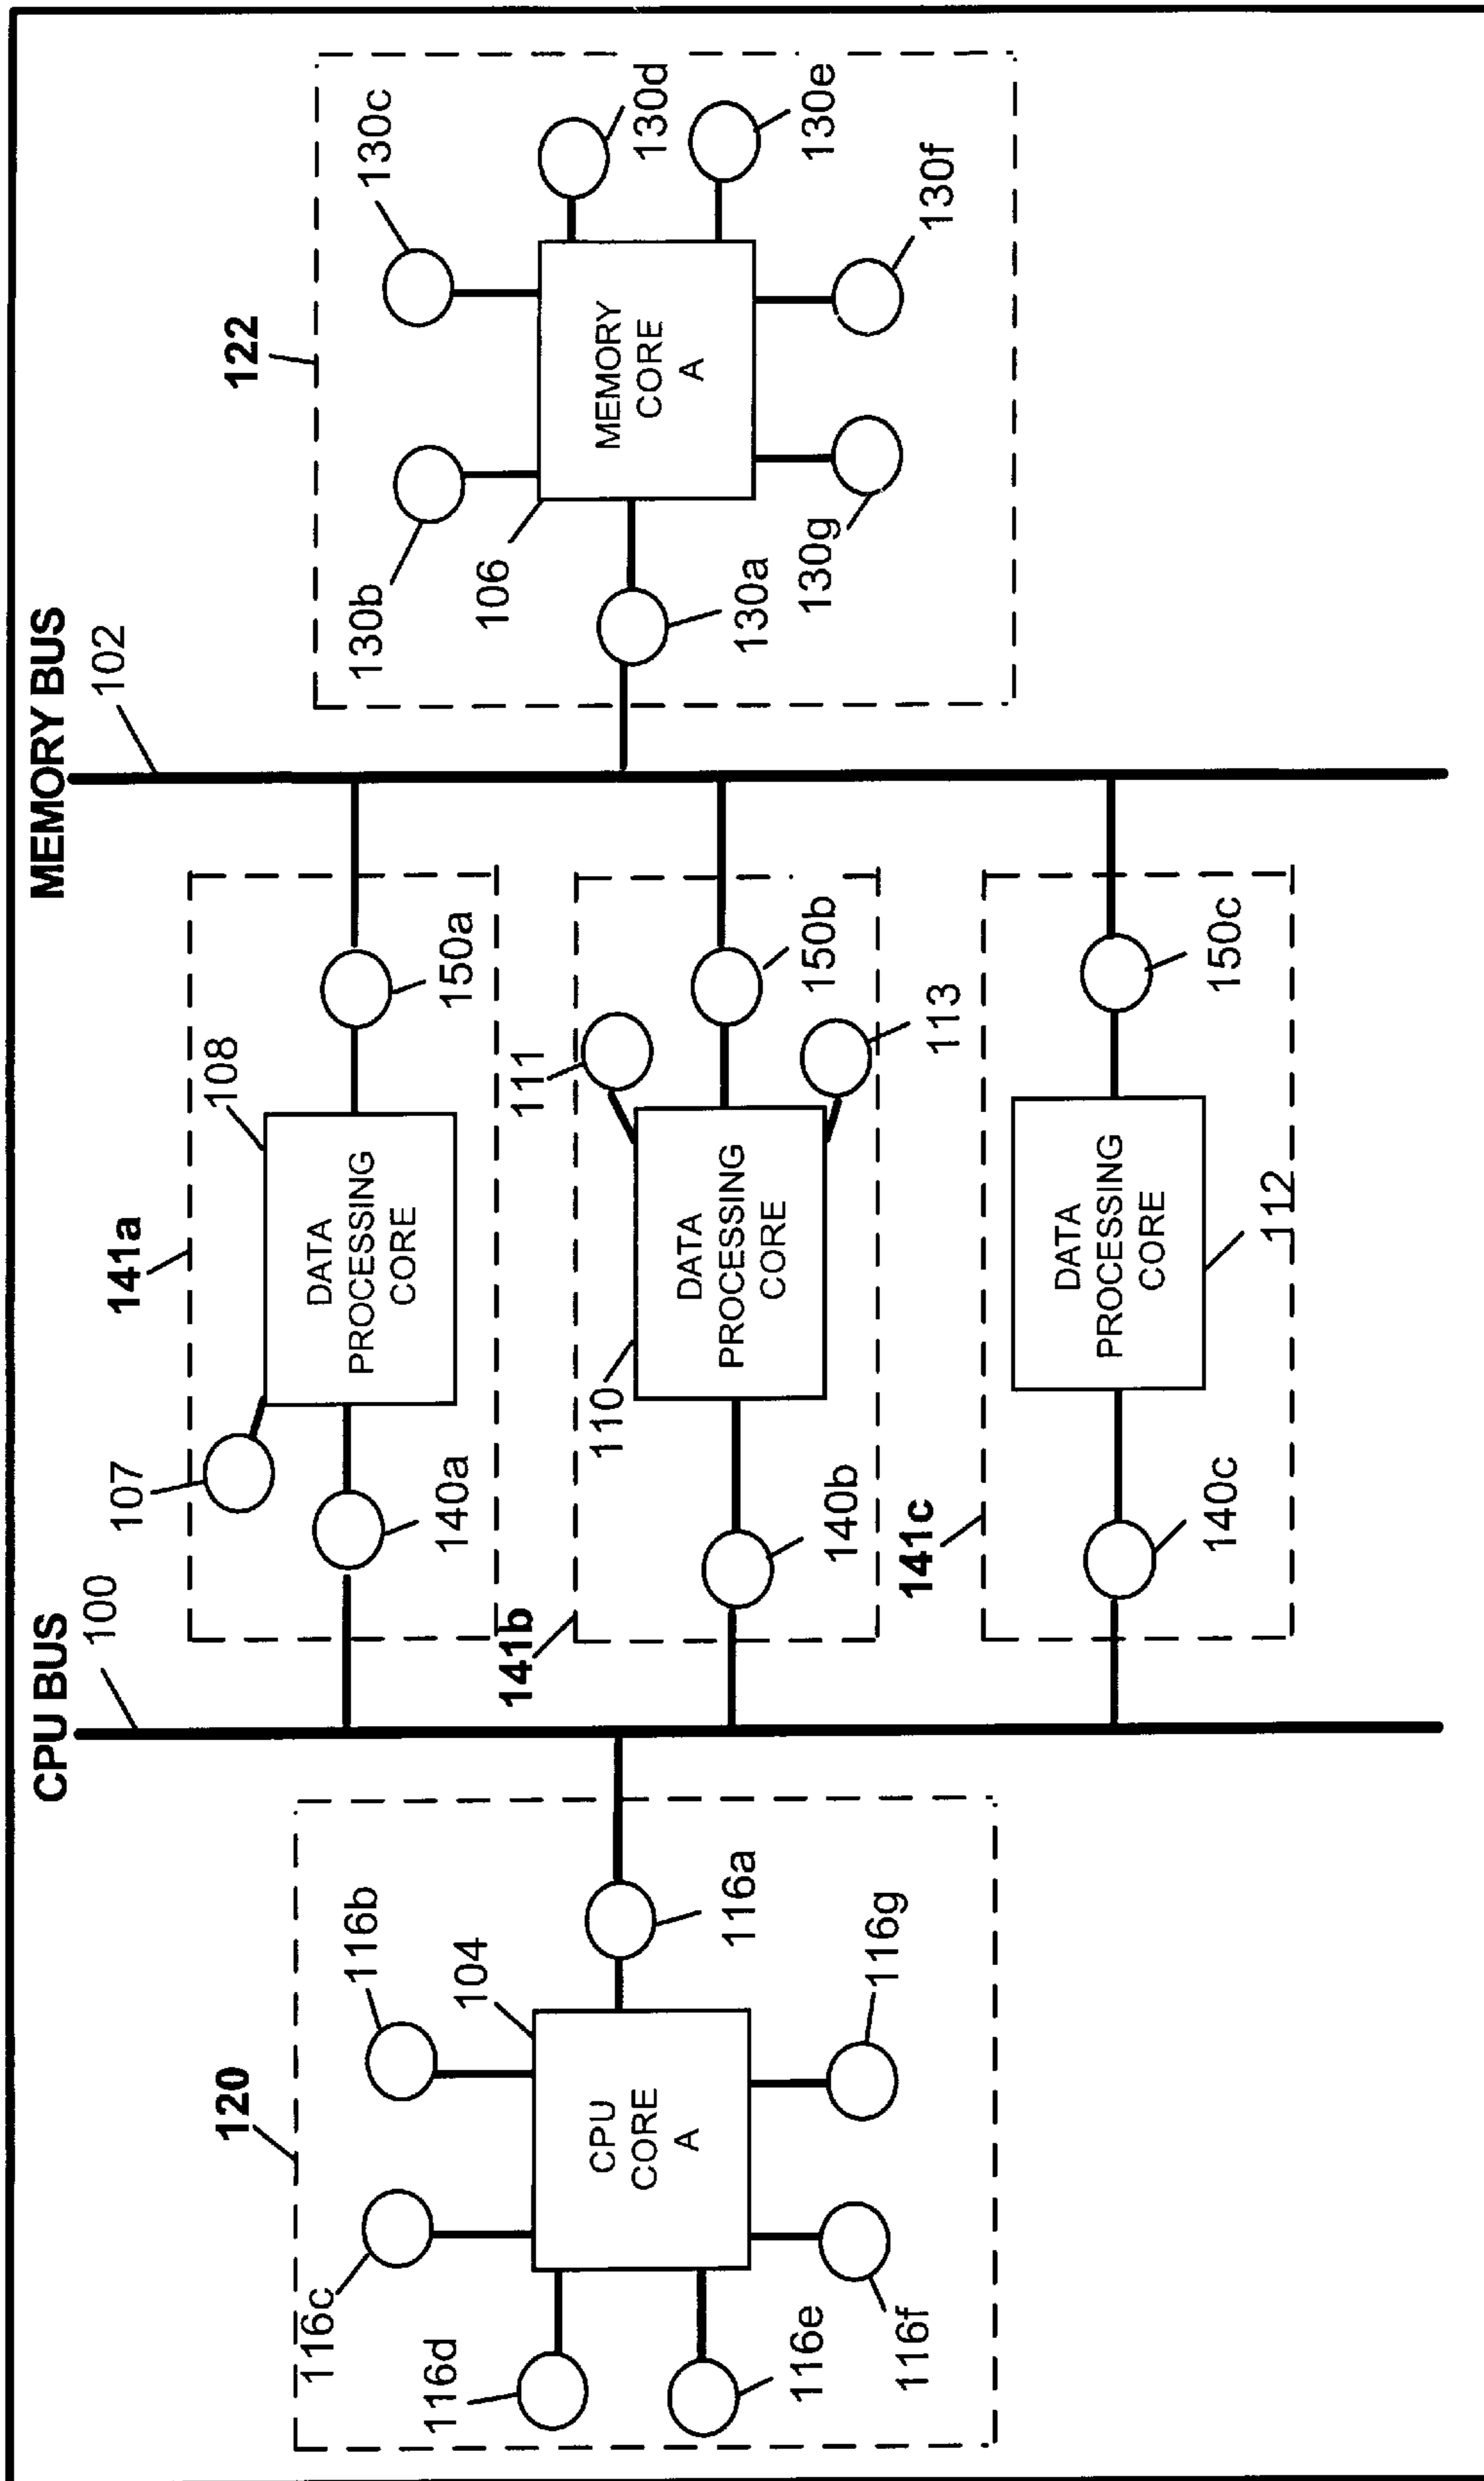 CPU BUS
100
MEMORY BUS
102
120
116c
116b
104
116d
116e
116f
116g
116a
CPU
CORE
A
141a
107
108
140a
150a
DATA
PROCESSING
CORE
141b
110
111
140b
150b
113
DATA
PROCESSING
CORE
141c
140c
150c
112
DATA
PROCESSING
CORE
122
130b
130c
106
130d
130e
130a
130g
130f
MEMORY
CORE
A